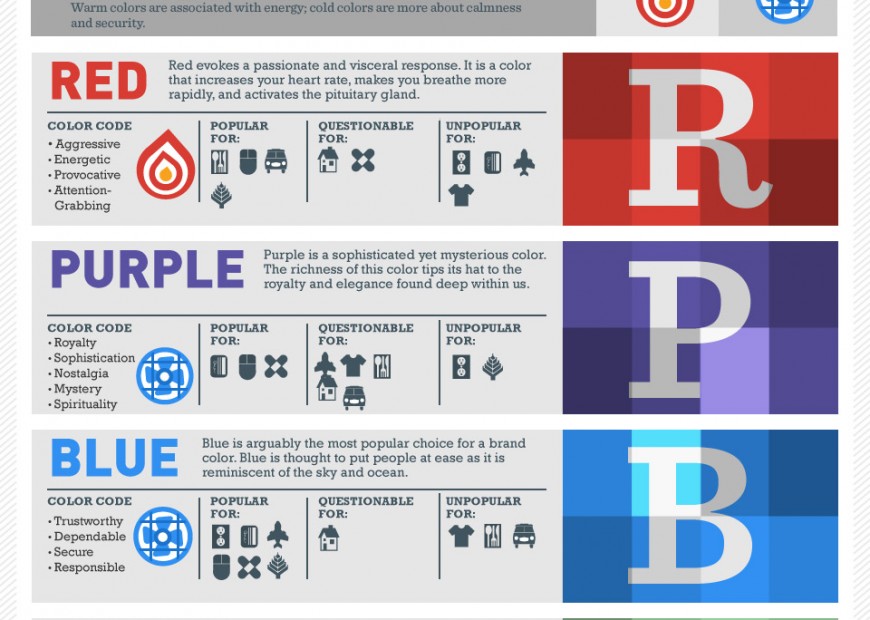 Warm colors are associated with energy; cold colors are more about calmness
and security.
RED
Red evokes a passionate and visceral response. It is a color
that increases your heart rate, makes you breathe more
rapidly, and activates the pituitary gland.
COLOR CODE
• Aggressive
• Energetic
• Provocative
• Attention-
Grabbing
POPULAR
FOR:
QUESTIONABLE
FOR:
UNPOPULAR
FOR:
R
PURPLE
Purple is a sophisticated yet mysterious color.
The richness of this color tips its hat to the
royalty and elegance found deep within us.
COLOR CODE
• Royalty
• Sophistication
• Nostalgia
• Mystery
• Spirituality
POPULAR
FOR:
QUESTIONABLE
FOR:
UNPOPULAR
FOR:
P
BLUE
Blue is arguably the most popular choice for a brand
color. Blue is thought to put people at ease as it is
reminiscent of the sky and ocean.
COLOR CODE
• Trustworthy
• Dependable
• Secure
• Responsible
POPULAR
FOR:
QUESTIONABLE
FOR:
UNPOPULAR
FOR:
B